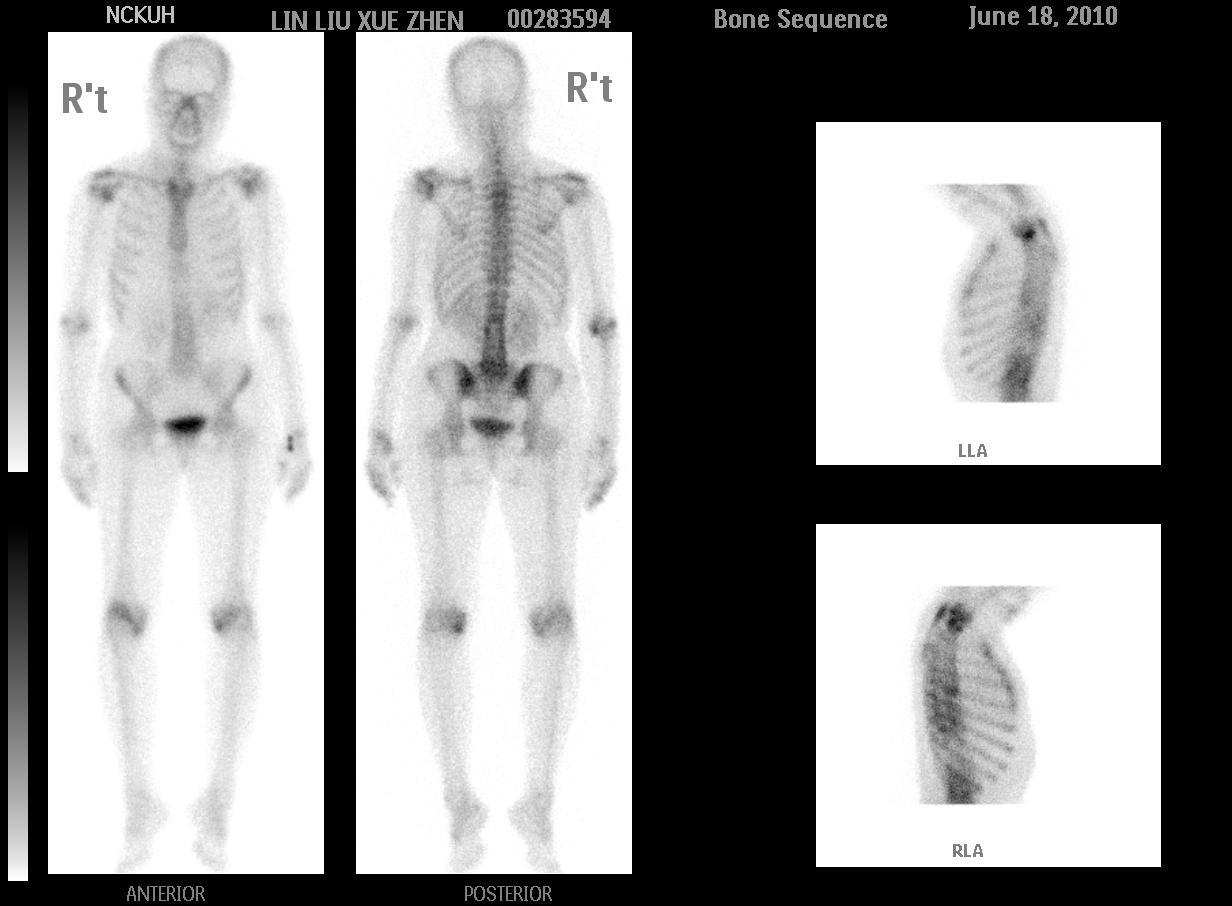 NCKUH LIN LIU XUE ZHEN 00283594 Bone Sequence June 18, 2010
R't R't
LLA
RLA
ANTERIOR POSTERIOR